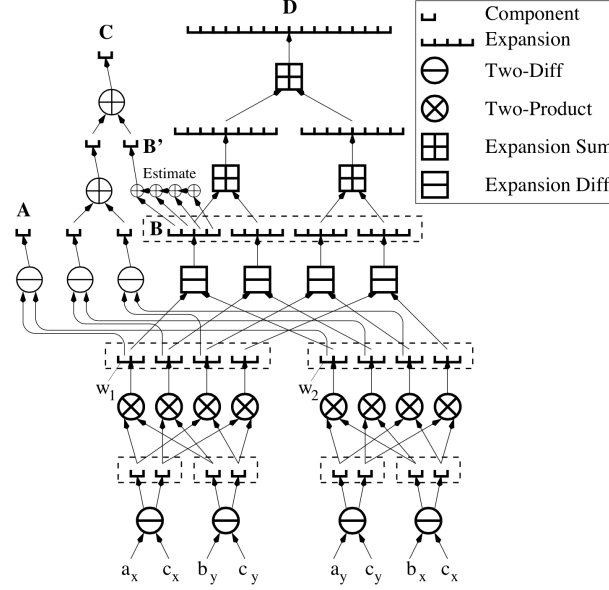 D
Component
C
Expansion
Two-Diff
Two-Product
B'
Expansion Sum
Estimate
Expansion Diff
A
B
w1
w2
ax cx by cy ay cy bx cx